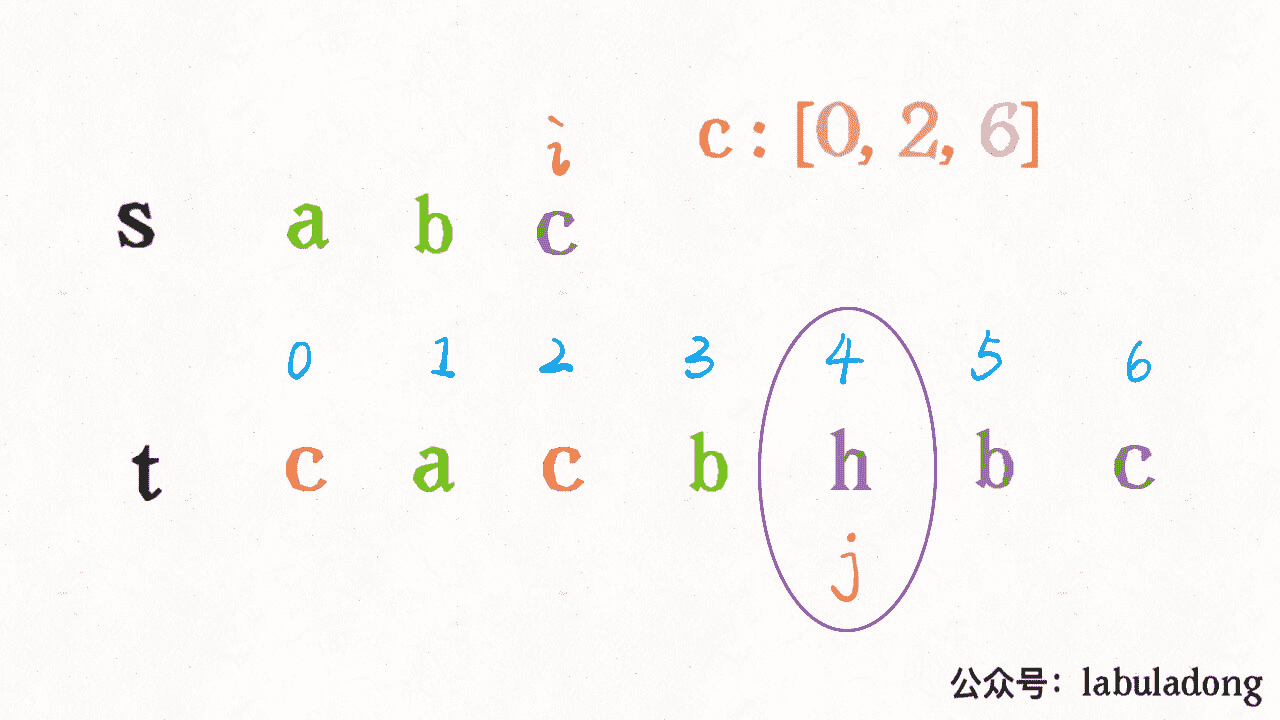 i
c: [0, 2, 6]
s a b c
0 1 2 3 4 5 6
t c a c b h b c
j
公众号：labuladong